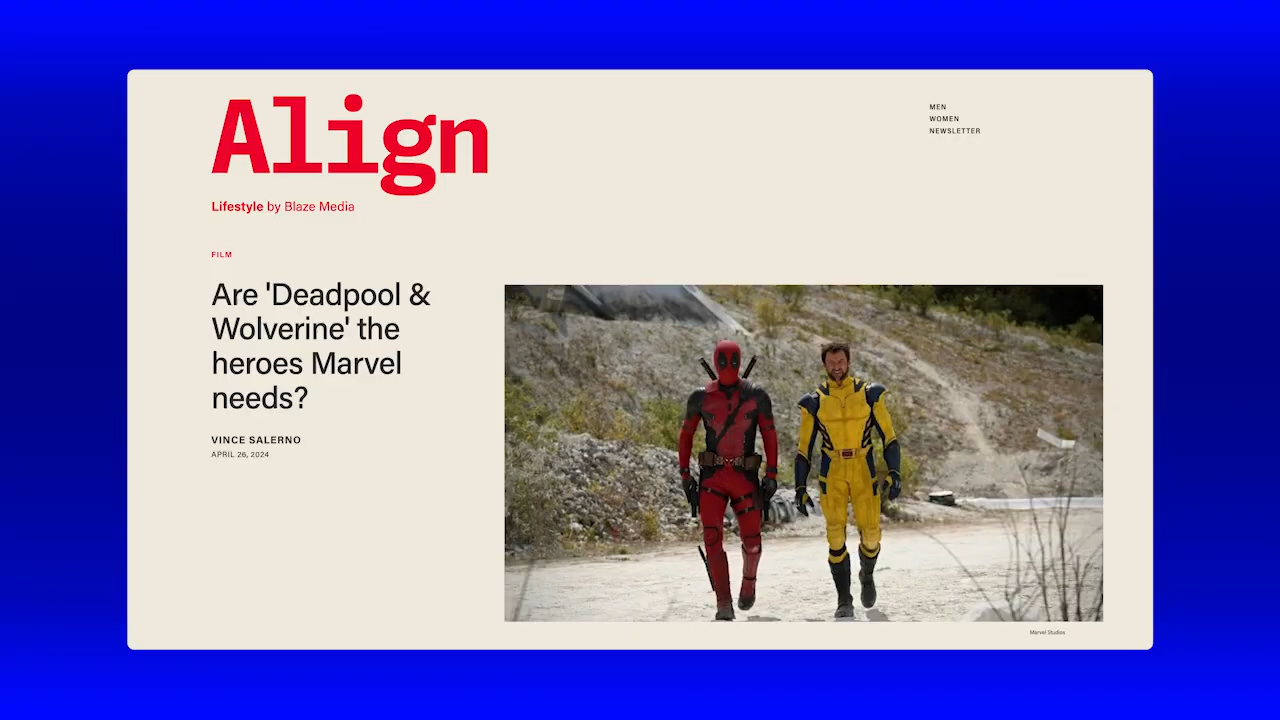 Align
MEN
WOMEN
NEWSLETTER
Lifestyle by Blaze Media
FILM
Are 'Deadpool &
Wolverine' the
heroes Marvel
needs?
VINCE SALERNO
APRIL 26, 2024
Marvel Studios